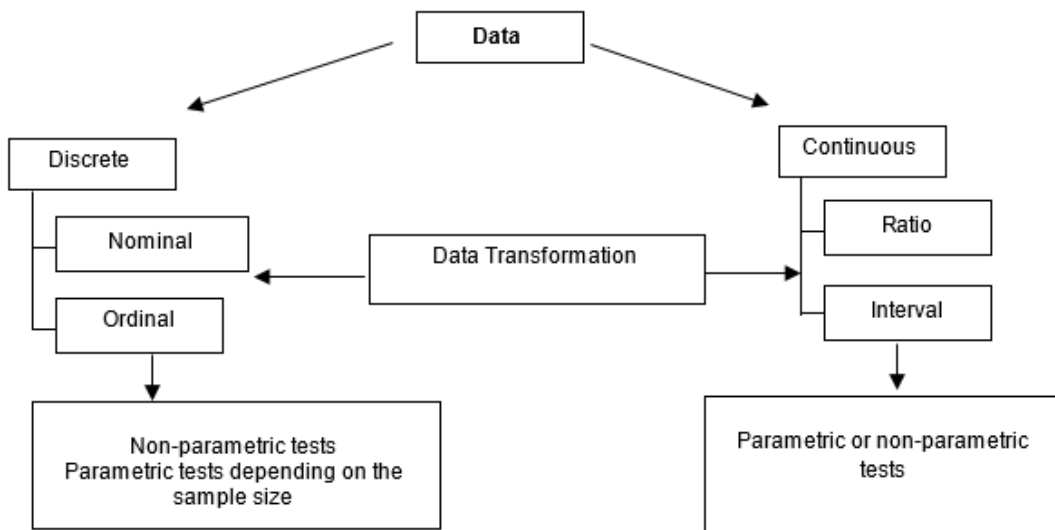 Data
Discrete
Continuous
Nominal
Ratio
Data Transformation
Ordinal
Interval
Non-parametric tests
Parametric tests depending on the
sample size
Parametric or non-parametric
tests